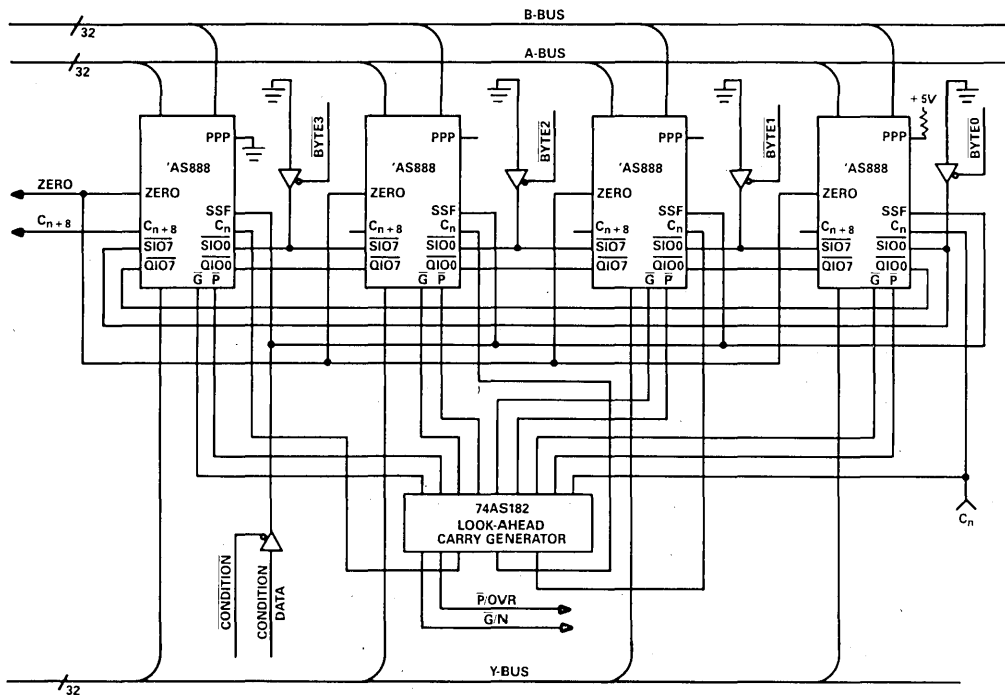 B-BUS
32
A-BUS
32
+5V
BYTE3
BYTE2
BYTE1
BYTE0
PPP
PPP
PPP
PPP
'AS888
'AS888
'AS888
'AS888
ZERO
ZERO
ZERO
ZERO
ZERO
SSF
SSF
SSF
SSF
Cn+8
Cn+8
Cn
Cn+8
Cn
Cn+8
Cn
Cn+8
Cn
SIO7
SIO0
SIO7
SIO0
SIO7
SIO0
SIO7
SIO0
QIO7
QIO0
QIO7
QIO0
QIO7
QIO0
QIO7
QIO0
G P
G P
G P
G P
74AS182
LOOK-AHEAD
CARRY GENERATOR
Cn
CONDITION
CONDITION
DATA
P/OVR
G/N
Y-BUS
32